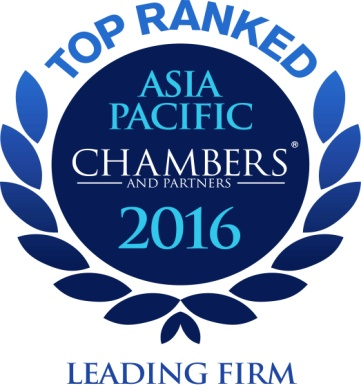 TOP RANKED
ASIA
PACIFIC
CHAMBERS®
AND PARTNERS
2016
LEADING FIRM